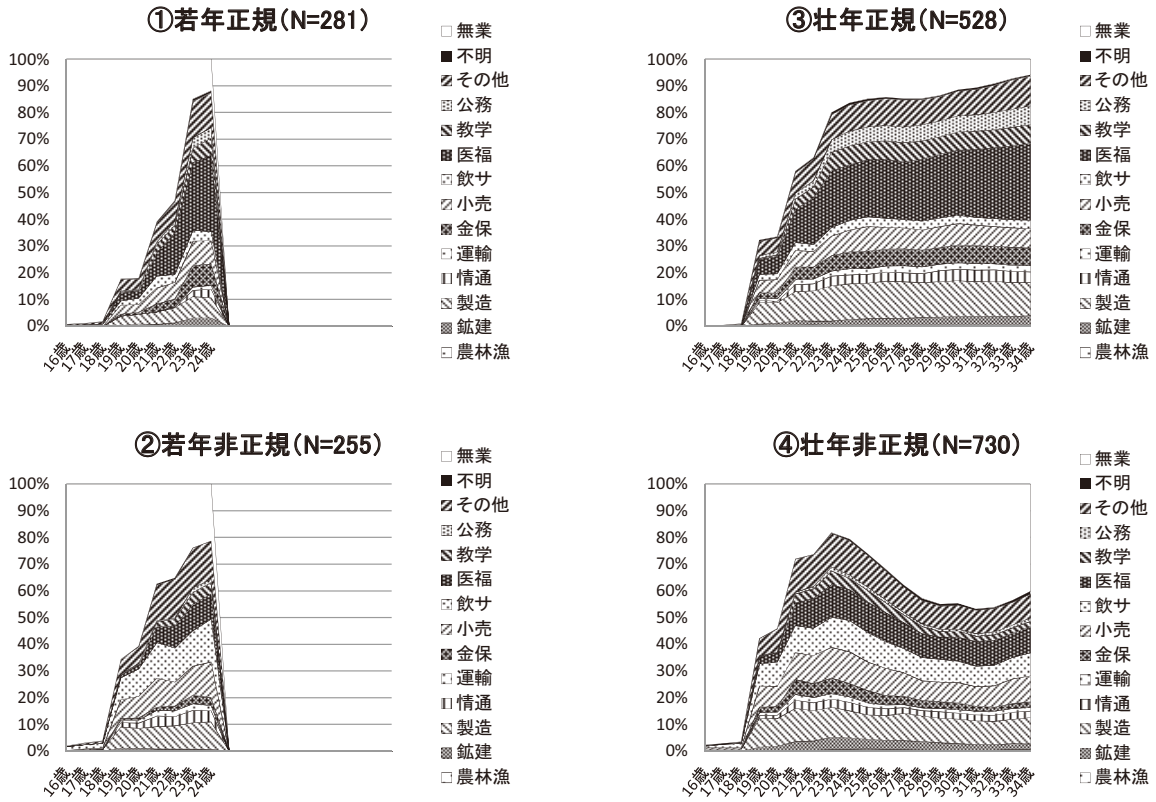 ①若年正規(N=281)
100%
90%
80%
70%
60%
50%
40%
30%
20%
10%
0%
16歳
17歳
18歳
19歳
20歳
21歳
22歳
23歳
24歳
無業
不明
その他
公務
教学
医福
飲サ
小売
金保
運輸
情通
製造
鉱建
農林漁
③壮年正規(N=528)
100%
90%
80%
70%
60%
50%
40%
30%
20%
10%
0%
16歳
17歳
18歳
19歳
20歳
21歳
22歳
23歳
24歳
25歳
26歳
27歳
28歳
29歳
30歳
31歳
32歳
33歳
34歳
無業
不明
その他
公務
教学
医福
飲サ
小売
金保
運輸
情通
製造
鉱建
農林漁
②若年非正規(N=255)
100%
90%
80%
70%
60%
50%
40%
30%
20%
10%
0%
16歳
17歳
18歳
19歳
20歳
21歳
22歳
23歳
24歳
無業
不明
その他
公務
教学
医福
飲サ
小売
金保
運輸
情通
製造
鉱建
農林漁
④壮年非正規(N=730)
100%
90%
80%
70%
60%
50%
40%
30%
20%
10%
0%
16歳
17歳
18歳
19歳
20歳
21歳
22歳
23歳
24歳
25歳
26歳
27歳
28歳
29歳
30歳
31歳
32歳
33歳
34歳
無業
不明
その他
公務
教学
医福
飲サ
小売
金保
運輸
情通
製造
鉱建
農林漁